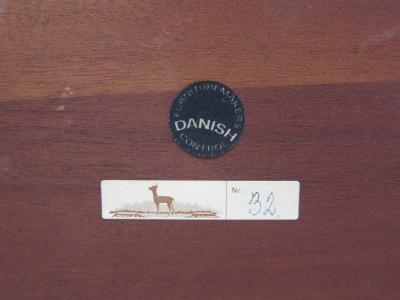 FURNITUREMAKERS
DANISH
CONTROL
Nr.: 32